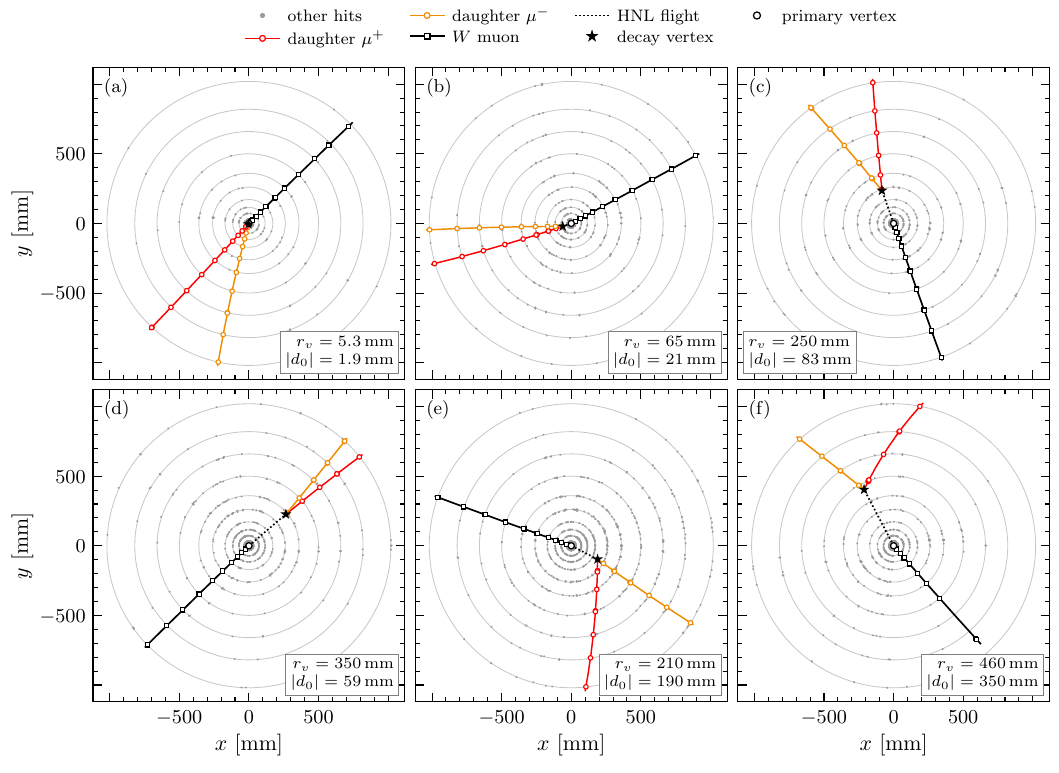 other hits
daughter μ⁻
HNL flight
primary vertex
daughter μ⁺
W muon
decay vertex
(a)
(b)
(c)
500
0
−500
y [mm]
r_v = 5.3 mm
|d_0| = 1.9 mm
r_v = 65 mm
|d_0| = 21 mm
r_v = 250 mm
|d_0| = 83 mm
(d)
(e)
(f)
500
0
−500
y [mm]
r_v = 350 mm
|d_0| = 59 mm
r_v = 210 mm
|d_0| = 190 mm
r_v = 460 mm
|d_0| = 350 mm
−500 0 500
−500 0 500
−500 0 500
x [mm]
x [mm]
x [mm]